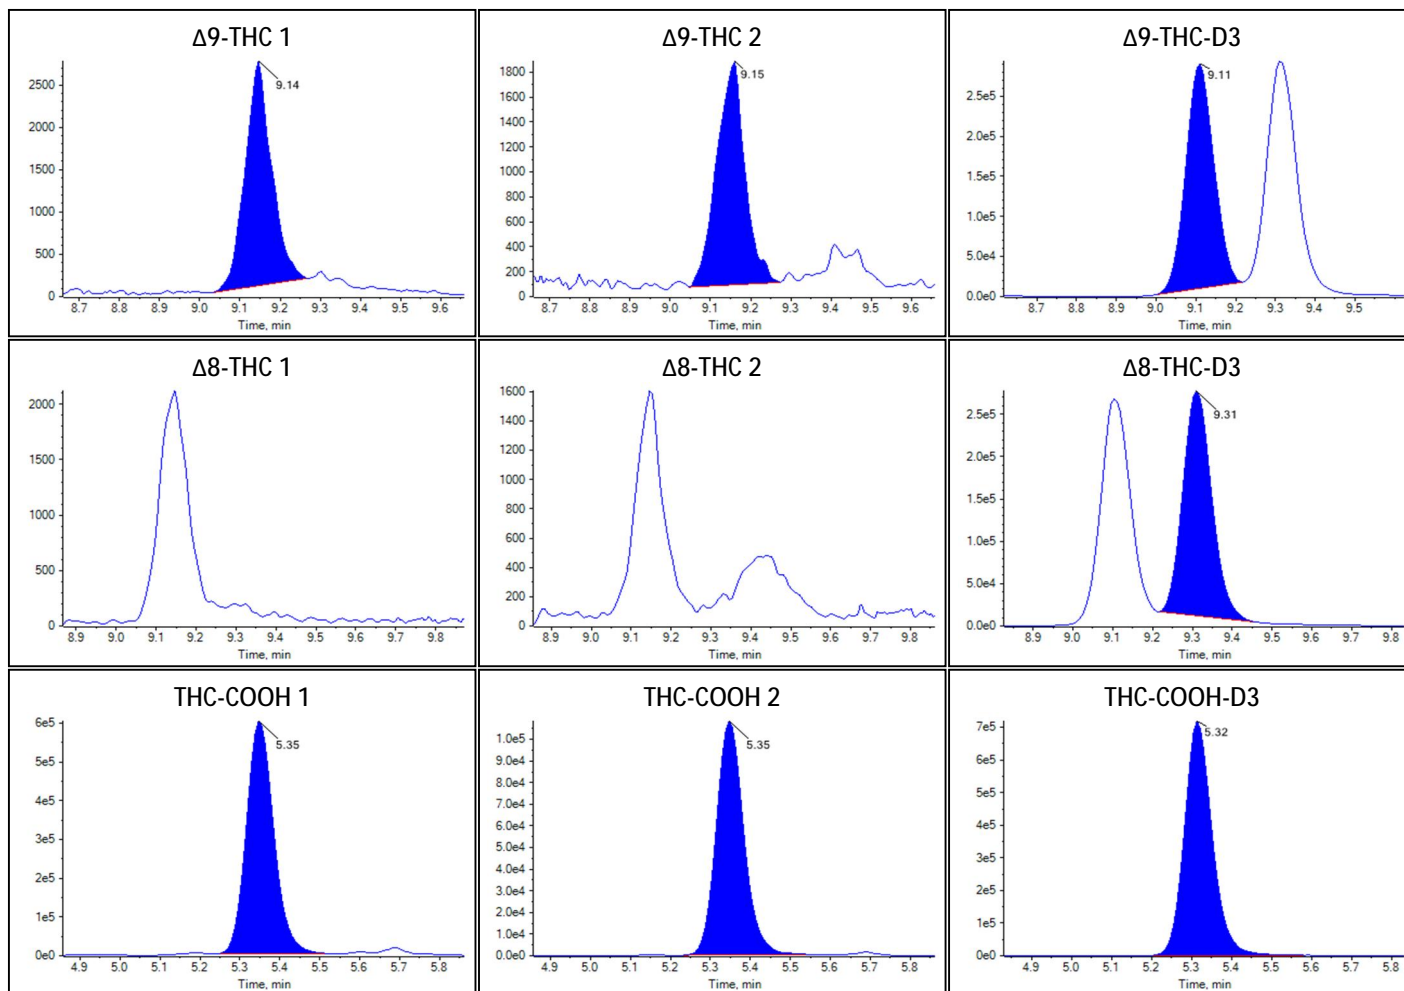 Δ9-THC 1
9.14
2500
2000
1500
1000
500
0
8.7 8.8 8.9 9.0 9.1 9.2 9.3 9.4 9.5 9.6
Time, min
Δ9-THC 2
9.15
1800
1600
1400
1200
1000
800
600
400
200
0
8.7 8.8 8.9 9.0 9.1 9.2 9.3 9.4 9.5 9.6
Time, min
Δ9-THC-D3
9.11
2.5e5
2.0e5
1.5e5
1.0e5
5.0e4
0.0e0
8.7 8.8 8.9 9.0 9.1 9.2 9.3 9.4 9.5
Time, min
Δ8-THC 1
2000
1500
1000
500
0
8.9 9.0 9.1 9.2 9.3 9.4 9.5 9.6 9.7 9.8
Time, min
Δ8-THC 2
1600
1400
1200
1000
800
600
400
200
0
8.9 9.0 9.1 9.2 9.3 9.4 9.5 9.6 9.7 9.8
Time, min
Δ8-THC-D3
9.31
2.5e5
2.0e5
1.5e5
1.0e5
5.0e4
0.0e0
8.9 9.0 9.1 9.2 9.3 9.4 9.5 9.6 9.7 9.8
Time, min
THC-COOH 1
5.35
6e5
5e5
4e5
3e5
2e5
1e5
0e0
4.9 5.0 5.1 5.2 5.3 5.4 5.5 5.6 5.7 5.8
Time, min
THC-COOH 2
5.35
1.0e5
9.0e4
8.0e4
7.0e4
6.0e4
5.0e4
4.0e4
3.0e4
2.0e4
1.0e4
0.0e0
4.9 5.0 5.1 5.2 5.3 5.4 5.5 5.6 5.7 5.8
Time, min
THC-COOH-D3
5.32
7e5
6e5
5e5
4e5
3e5
2e5
1e5
0e0
4.9 5.0 5.1 5.2 5.3 5.4 5.5 5.6 5.7 5.8
Time, min